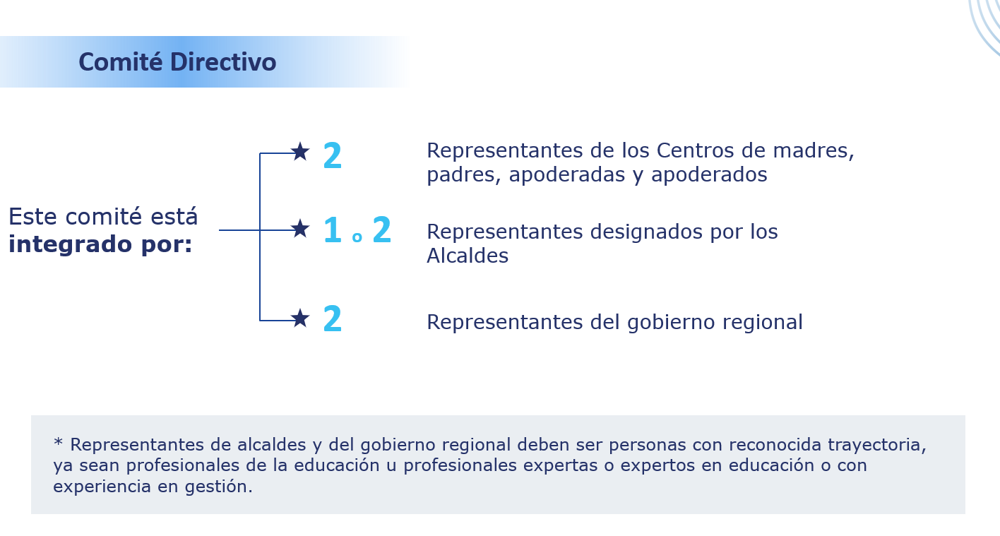 Comité Directivo
Este comité está
integrado por:
2
Representantes de los Centros de madres,
padres, apoderadas y apoderados
1 o 2
Representantes designados por los
Alcaldes
2
Representantes del gobierno regional
* Representantes de alcaldes y del gobierno regional deben ser personas con reconocida trayectoria,
ya sean profesionales de la educación u profesionales expertas o expertos en educación o con
experiencia en gestión.